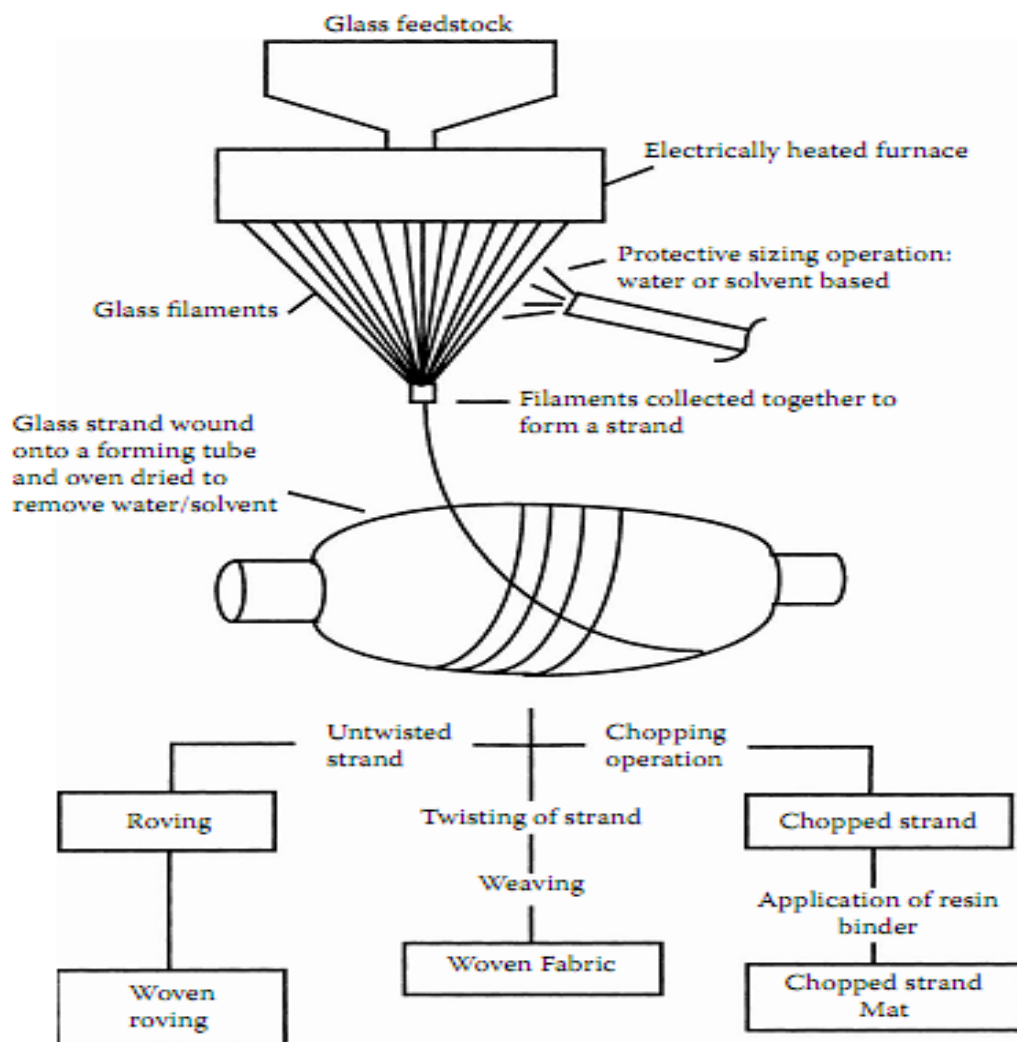 Glass feedstock
Electrically heated furnace
Protective sizing operation:
water or solvent based
Glass filaments
Filaments collected together to
form a strand
Glass strand wound
onto a forming tube
and oven dried to
remove water/solvent
Untwisted
strand
Chopping
operation
Roving
Twisting of strand
Chopped strand
Weaving
Application of resin
binder
Woven Fabric
Woven
roving
Chopped strand
Mat